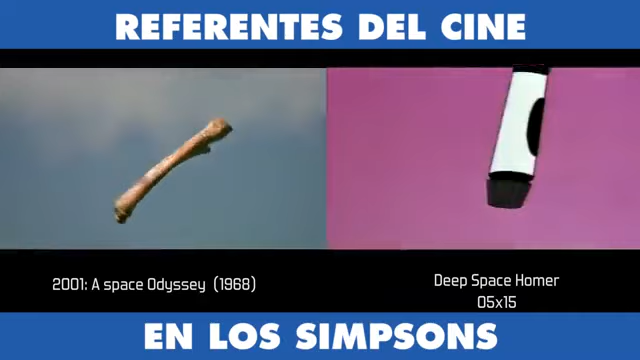 REFERENTES DEL CINE
2001: A space Odyssey (1968)
Deep Space Homer
05x15
EN LOS SIMPSONS